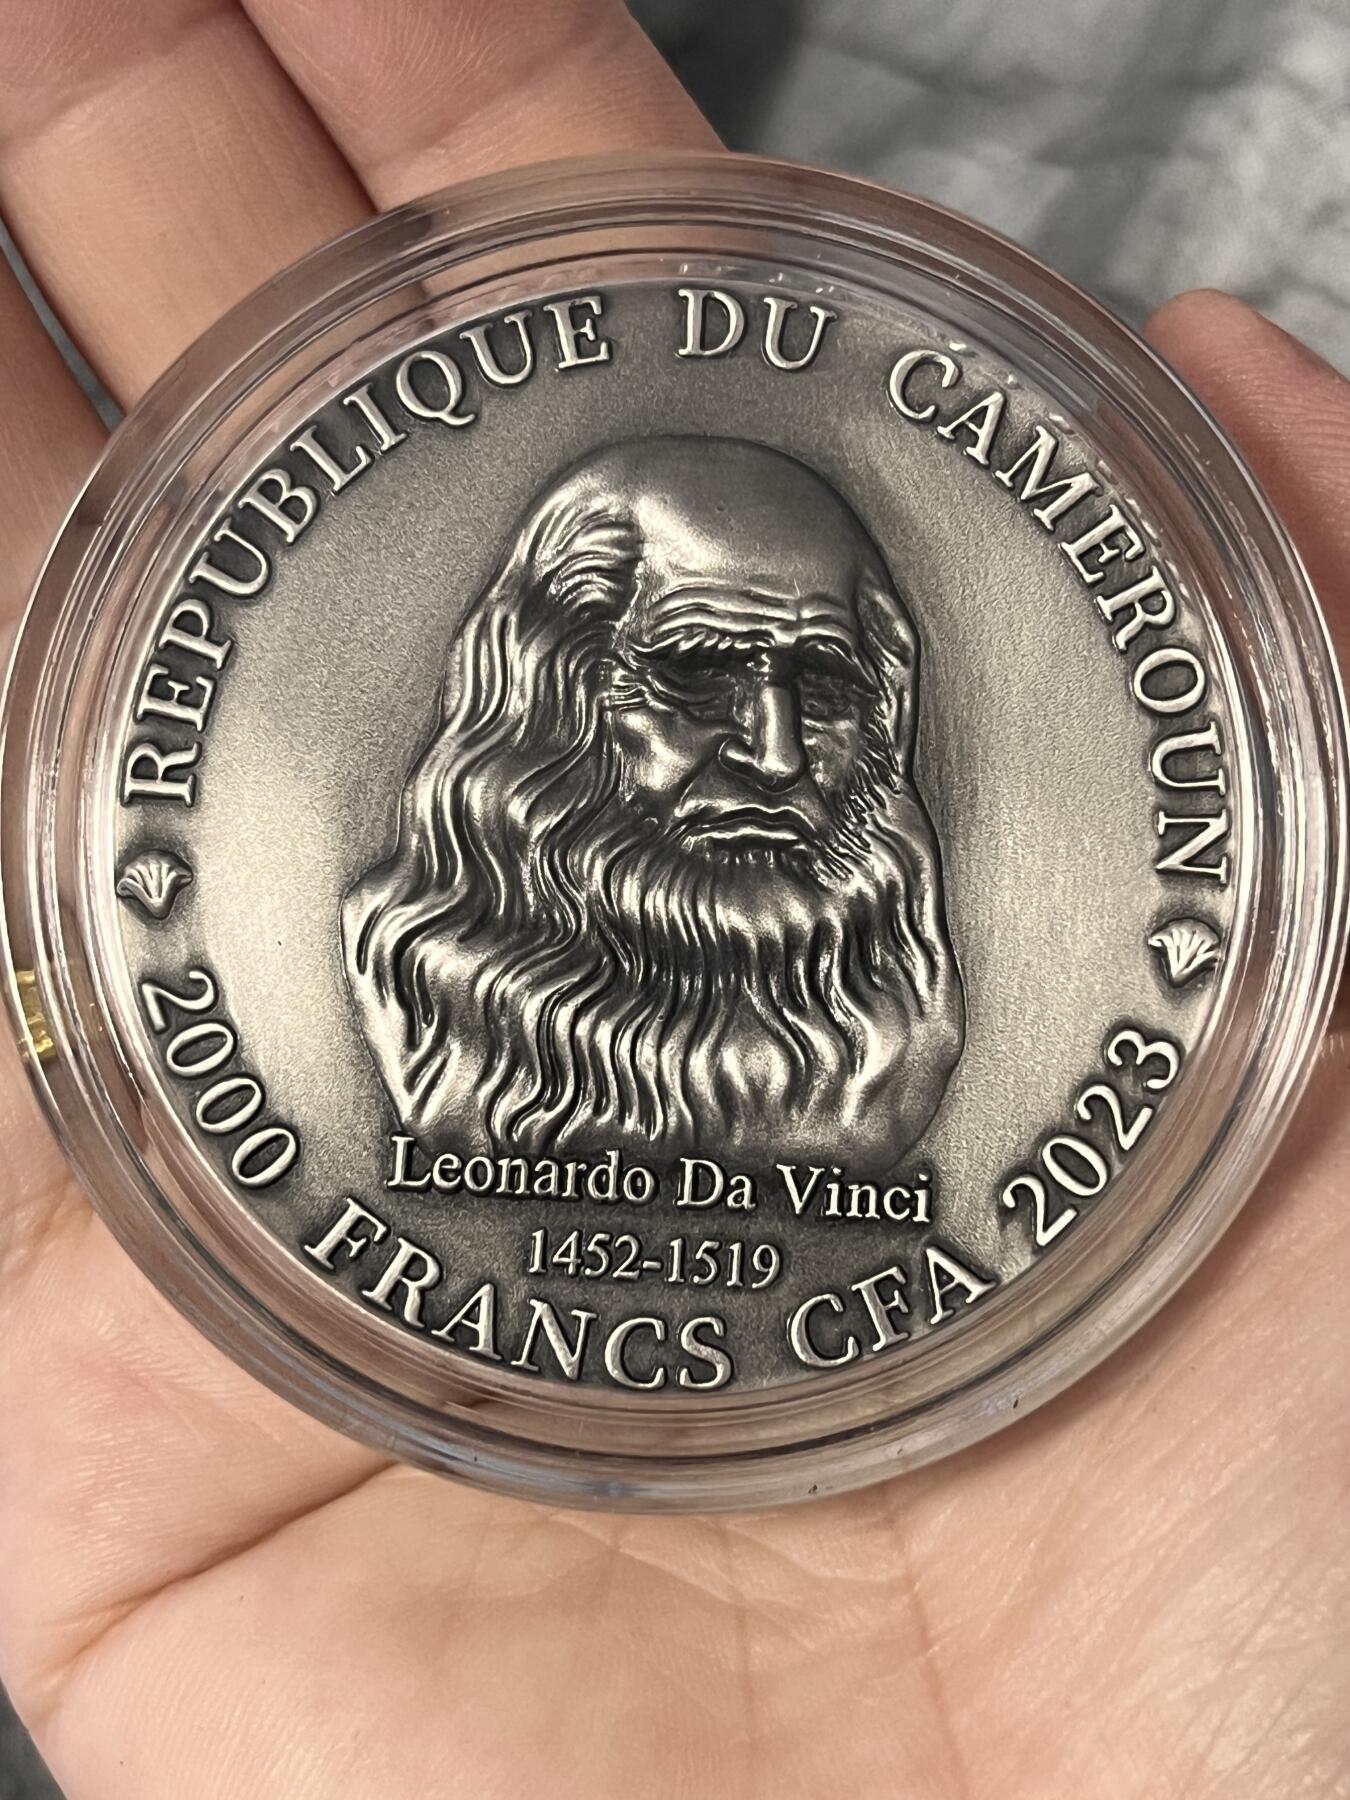 REPUBLIQUE DU CAMEROUN
Leonardo Da Vinci
1452-1519
2000 FRANCS CFA 2023